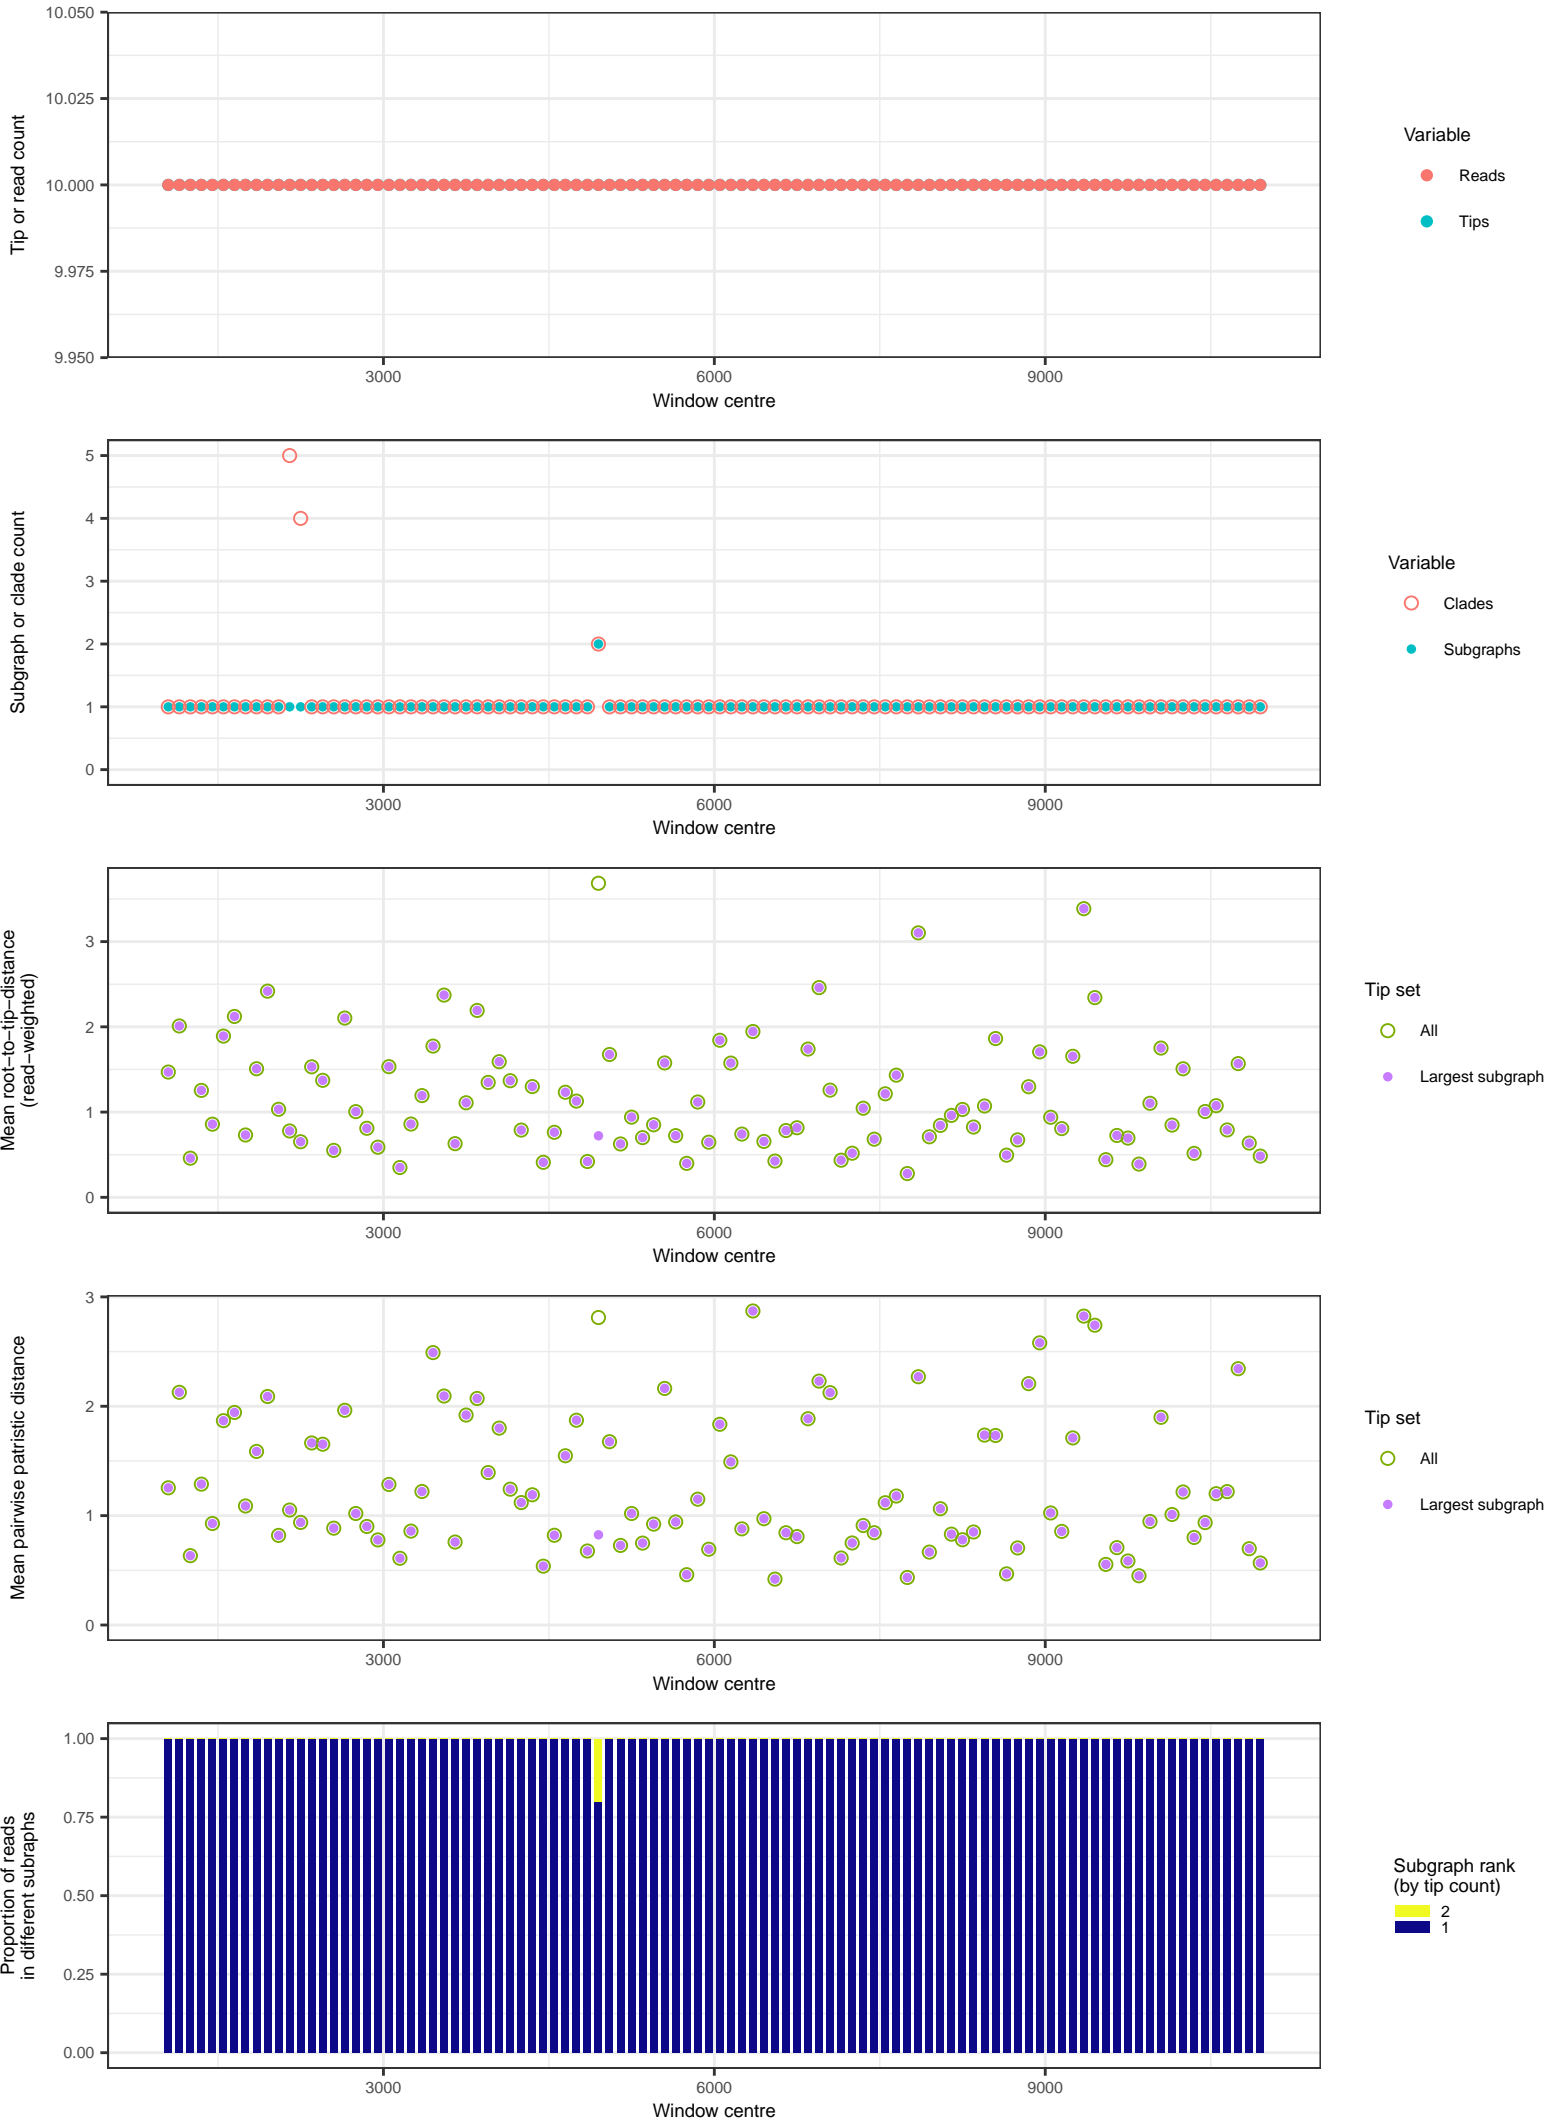 10.050
10.025
10.000
9.975
9.950
Tip or read count
3000
6000
9000
Window centre
Variable
Reads
Tips
5
4
3
2
1
0
Subgraph or clade count
3000
6000
9000
Window centre
Variable
Clades
Subgraphs
3
2
1
0
Mean root−to−tip−distance
(read−weighted)
3000
6000
9000
Window centre
Tip set
All
Largest subgraph
3
2
1
0
Mean pairwise patristic distance
3000
6000
9000
Window centre
Tip set
All
Largest subgraph
1.00
0.75
0.50
0.25
0.00
Proportion of reads
in different subraphs
3000
6000
9000
Window centre
Subgraph rank
(by tip count)
2
1